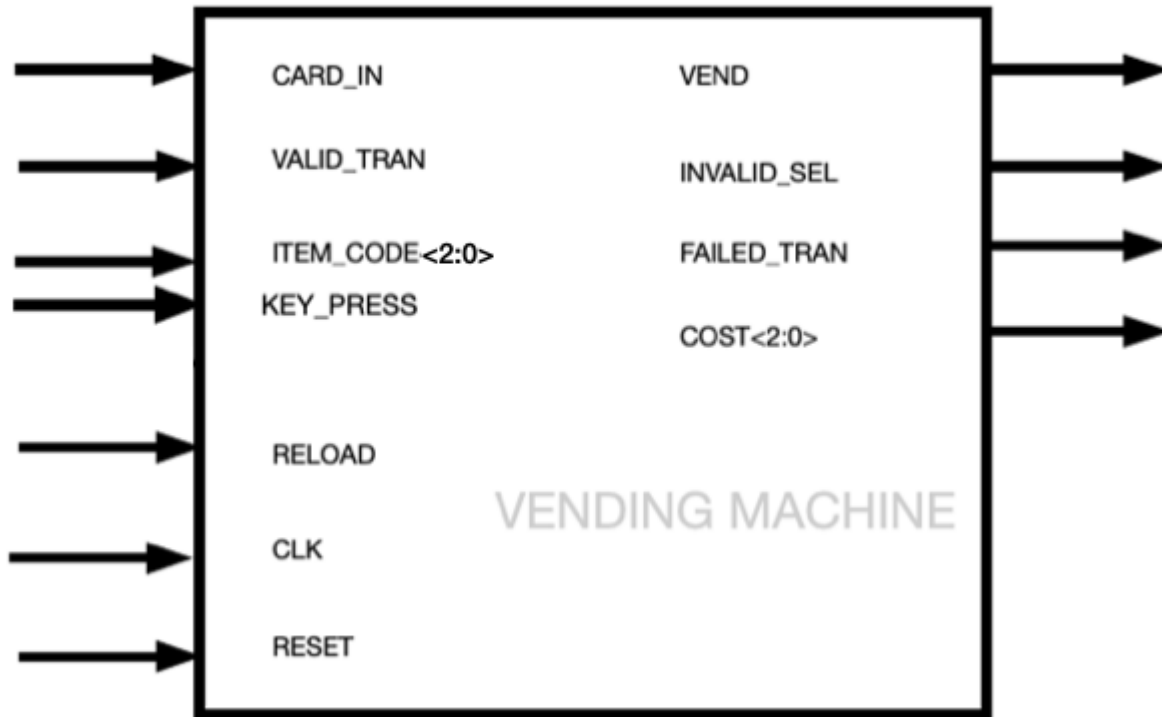 CARD_IN
VEND
VALID_TRAN
INVALID_SEL
ITEM_CODE<2:0>
FAILED_TRAN
KEY_PRESS
COST<2:0>
RELOAD
VENDING MACHINE
CLK
RESET